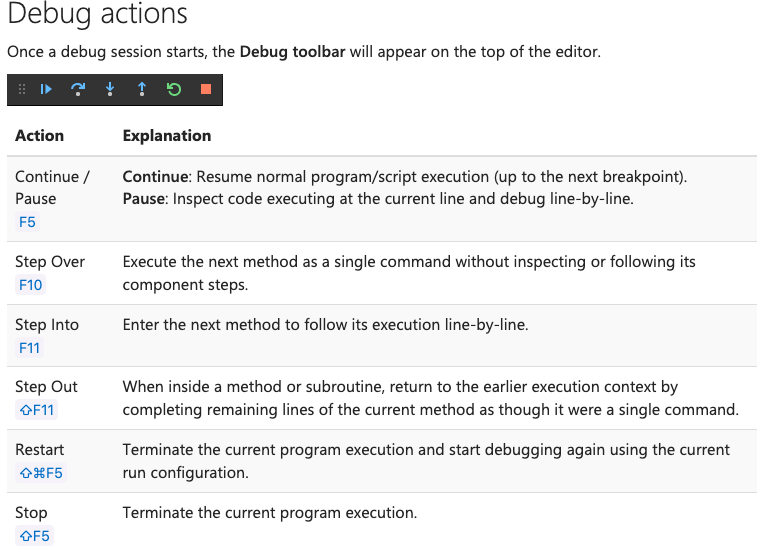 Debug actions
Once a debug session starts, the Debug toolbar will appear on the top of the editor.
Action Explanation
Continue / Pause
F5
Continue: Resume normal program/script execution (up to the next breakpoint).
Pause: Inspect code executing at the current line and debug line-by-line.
Step Over
F10
Execute the next method as a single command without inspecting or following its
component steps.
Step Into
F11
Enter the next method to follow its execution line-by-line.
Step Out
⇧F11
When inside a method or subroutine, return to the earlier execution context by
completing remaining lines of the current method as though it were a single command.
Restart
⇧⌘F5
Terminate the current program execution and start debugging again using the current
run configuration.
Stop
⇧F5
Terminate the current program execution.